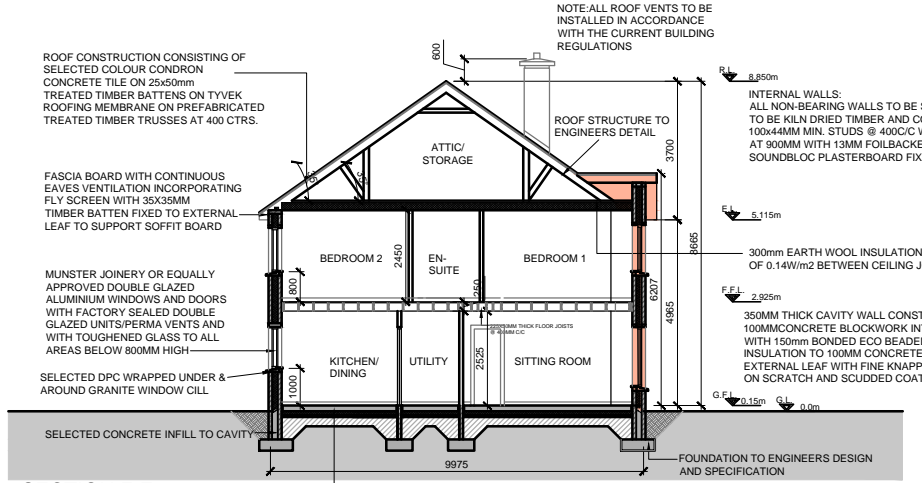 NOTE:ALL ROOF VENTS TO BE
INSTALLED IN ACCORDANCE
WITH THE CURRENT BUILDING
REGULATIONS
ROOF CONSTRUCTION CONSISTING OF
SELECTED COLOUR CONDRON
CONCRETE TILE ON 25x50mm
TREATED TIMBER BATTENS ON TYVEK
ROOFING MEMBRANE ON PREFABRICATED
TREATED TIMBER TRUSSES AT 400 CTRS.
600
R.L. 8.850m
INTERNAL WALLS:
ALL NON-BEARING WALLS TO BE
TO BE KILN DRIED TIMBER AND
100x44MM MIN. STUDS @ 400C/C
AT 900MM WITH 13MM
SOUNDBLOC PLASTERBOARD
ROOF STRUCTURE TO
ENGINEERS DETAIL
ATTIC/
STORAGE
3700
FASCIA BOARD WITH CONTINUOUS
EAVES VENTILATION INCORPORATING
FLY SCREEN WITH 35X35MM
TIMBER BATTEN FIXED TO EXTERNAL
LEAF TO SUPPORT SOFFIT BOARD
5.115m
BEDROOM 2
2450
EN-
SUITE
BEDROOM 1
8665
300mm EARTH WOOL INSULATION
OF 0.14W/m2 BETWEEN CEILING
MUNSTER JOINERY OR EQUALLY
APPROVED DOUBLE GLAZED
ALUMINIUM WINDOWS AND DOORS
WITH FACTORY SEALED DOUBLE
GLAZED UNITS/PERMA VENTS AND
WITH TOUGHENED GLASS TO ALL
AREAS BELOW 800MM HIGH
800
250
6207
4965
F.F.L. 2.925m
350MM THICK CAVITY WALL
100MMCONCRETE BLOCKWORK
WITH 150mm BONDED ECO
INSULATION TO 100MM CONCRETE
EXTERNAL LEAF WITH FINE
ON SCRATCH AND SCUDDED
THICK FLOOR JOISTS
KITCHEN/
DINING
UTILITY
2525
SITTING ROOM
SELECTED DPC WRAPPED UNDER &
AROUND GRANITE WINDOW CILL
1000
G.F.L. 0.15m
G.L. 0.0m
SELECTED CONCRETE INFILL TO CAVITY
9975
FOUNDATION TO ENGINEERS DESIGN
AND SPECIFICATION